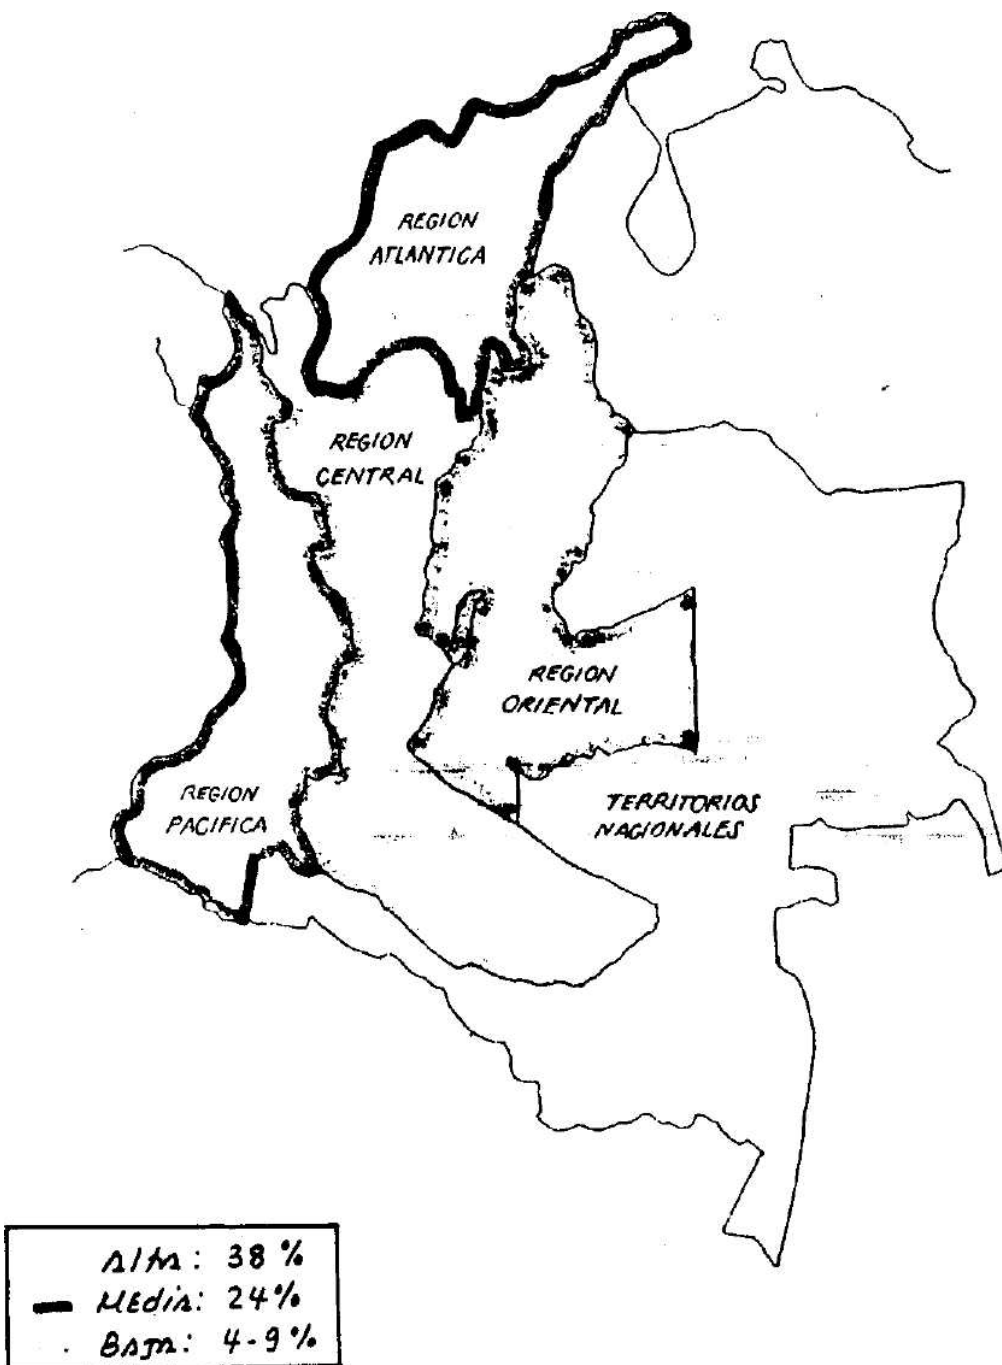 REGION
ATLANTICA
REGION
CENTRAL
REGION
ORIENTAL
REGION
PACIFICA
TERRITORIOS
NACIONALES
Alta: 38%
Media: 24%
Baja: 4-9%